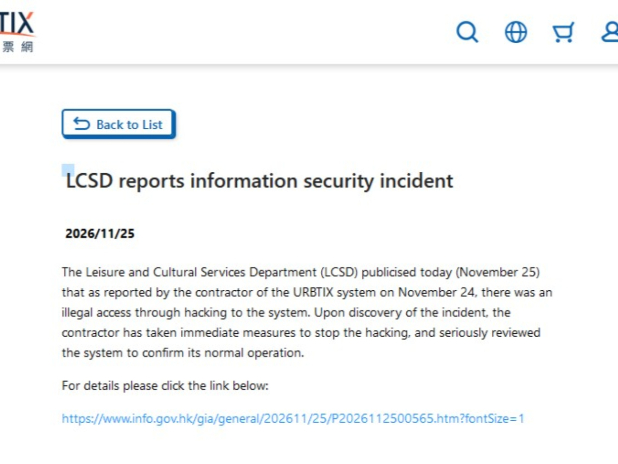 TIX
票網
Back to List
LCSD reports information security incident
2026/11/25
The Leisure and Cultural Services Department (LCSD) publicised today (November 25)
that as reported by the contractor of the URBTIX system on November 24, there was an
illegal access through hacking to the system. Upon discovery of the incident, the
contractor has taken immediate measures to stop the hacking, and seriously reviewed
the system to confirm its normal operation.
For details please click the link below:
https://www.info.gov.hk/gia/general/202611/25/P2026112500565.htm?fontSize=1